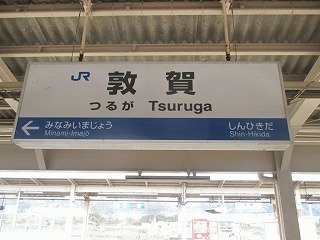 JR 敦賀
つるが Tsuruga
← みなみいまじょう しんひきだ
Minami-Imajō Shin-Hikida